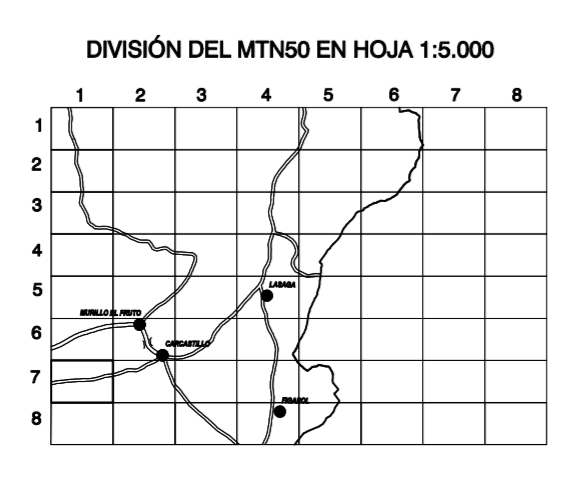 DIVISIÓN DEL MTN50 EN HOJA 1:5.000
1 2 3 4 5 6 7 8
1
2
3
4
5
LASAGA
MURILLO EL FRUTO
6
CARCASTILLO
7
FIGAROL
8